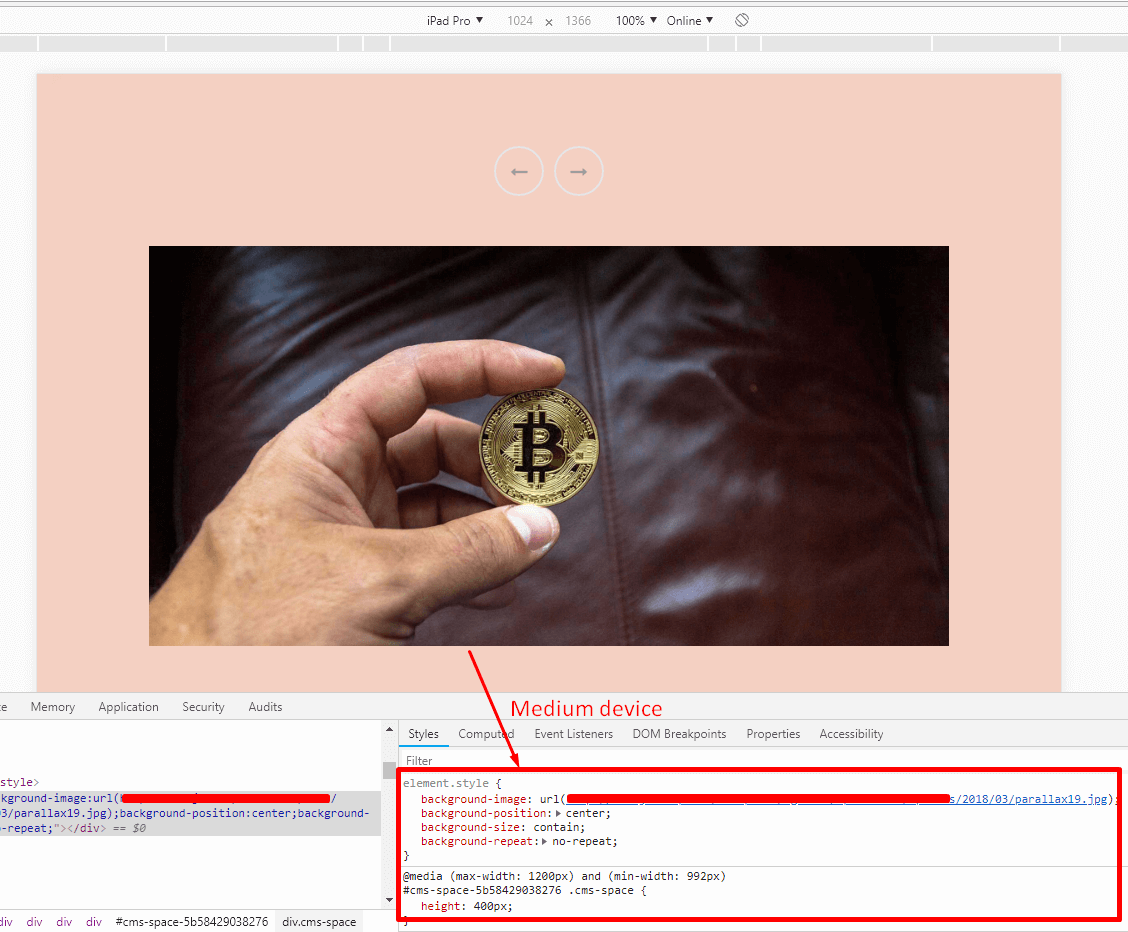 iPad Pro ▼ 1024 × 1366 100% ▼ Online ▼
Medium device
Memory Application Security Audits
Styles Computed Event Listeners DOM Breakpoints Properties Accessibility
Filter
style>
kground-image:url(
/
03/parallax19.jpg);background-position:center;background-
-repeat;"></div> == $0
div div div div #cms-space-5b58429038276 div.cms-space
element.style {
background-image: url(
s/2018/03/parallax19.jpg);
background-position:▶ center;
background-size: contain;
background-repeat:▶ no-repeat;
}
@media (max-width: 1200px) and (min-width: 992px)
#cms-space-5b58429038276 .cms-space {
height: 400px;
}